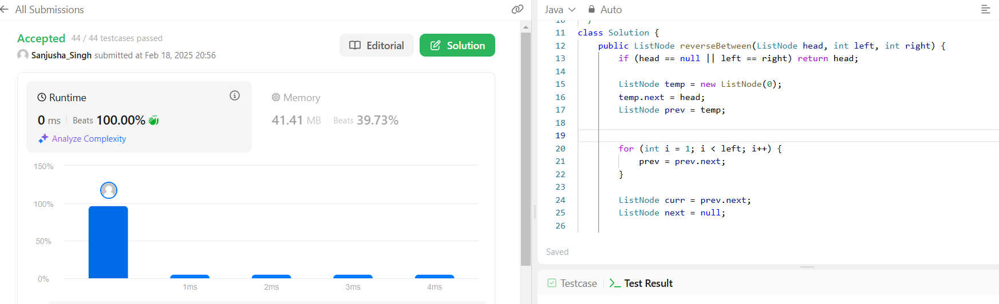 All Submissions
Accepted 44 / 44 testcases passed
Sanjusha_Singh submitted at Feb 18, 2025 20:56
Editorial
Solution
Runtime
0 ms Beats 100.00%
Analyze Complexity
Memory
41.41 MB Beats 39.73%
150%
100%
50%
0%
1ms 2ms 3ms 4ms
Java Auto
11 class Solution {
12 public ListNode reverseBetween(ListNode head, int left, int right) {
13 if (head == null || left == right) return head;
14
15 ListNode temp = new ListNode(0);
16 temp.next = head;
17 ListNode prev = temp;
18
19
20 for (int i = 1; i < left; i++) {
21 prev = prev.next;
22 }
23
24 ListNode curr = prev.next;
25 ListNode next = null;
26
Saved
Testcase
Test Result